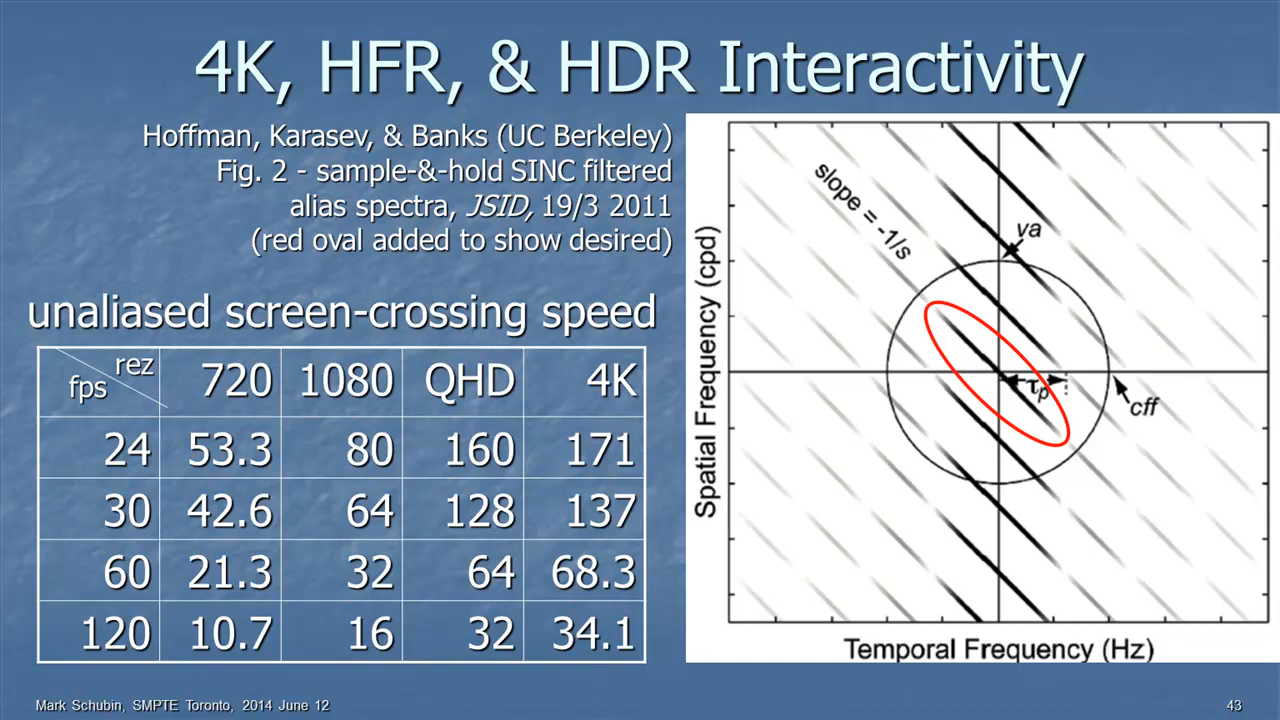 4K, HFR, & HDR Interactivity
Hoffman, Karasev, & Banks (UC Berkeley)
Fig. 2 - sample-&-hold SINC filtered
alias spectra, JSID, 19/3 2011
(red oval added to show desired)
unaliased screen-crossing speed
rez
fps
720 1080 QHD 4K
24 53.3 80 160 171
30 42.6 64 128 137
60 21.3 32 64 68.3
120 10.7 16 32 34.1
slope = -1/s
va
τp
cff
Spatial Frequency (cpd)
Temporal Frequency (Hz)
Mark Schubin, SMPTE Toronto, 2014 June 12
43